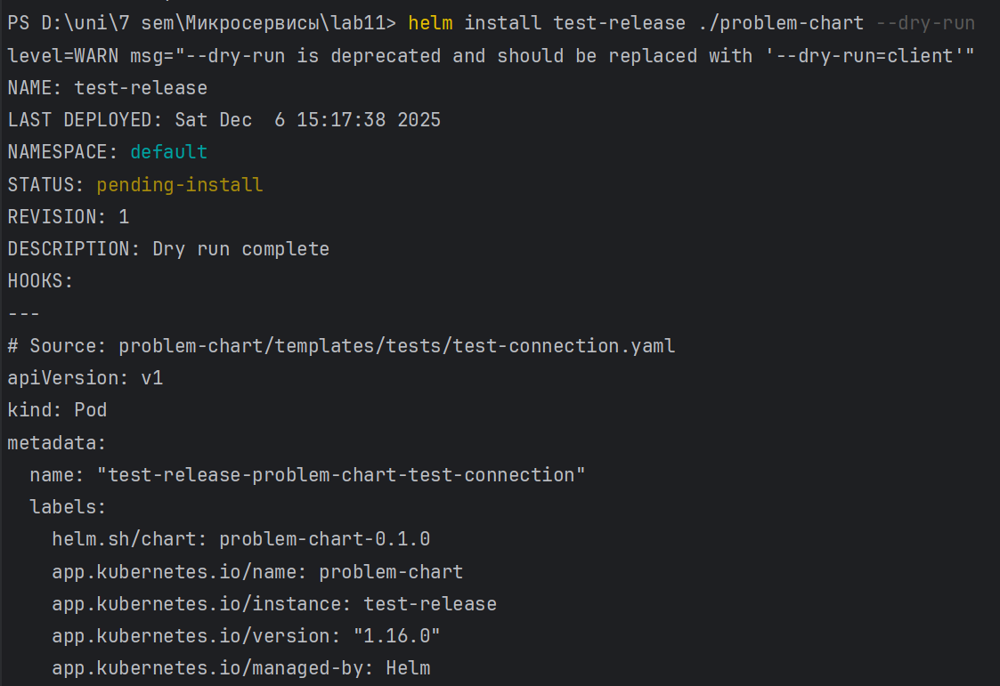 PS D:\uni\7 sem\Микросервисы\lab11> helm install test-release ./problem-chart --dry-run
level=WARN msg="--dry-run is deprecated and should be replaced with '--dry-run=client'"
NAME: test-release
LAST DEPLOYED: Sat Dec  6 15:17:38 2025
NAMESPACE: default
STATUS: pending-install
REVISION: 1
DESCRIPTION: Dry run complete
HOOKS:
---
# Source: problem-chart/templates/tests/test-connection.yaml
apiVersion: v1
kind: Pod
metadata:
  name: "test-release-problem-chart-test-connection"
  labels:
    helm.sh/chart: problem-chart-0.1.0
    app.kubernetes.io/name: problem-chart
    app.kubernetes.io/instance: test-release
    app.kubernetes.io/version: "1.16.0"
    app.kubernetes.io/managed-by: Helm